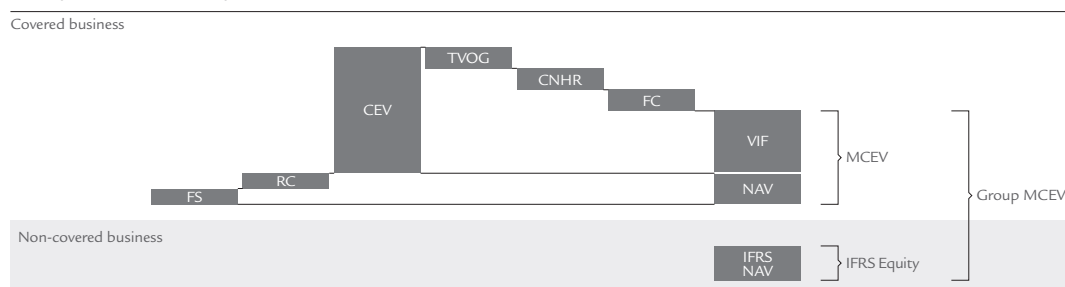 Covered business
TVOG
CNHR
CEV
FC
VIF
MCEV
RC
NAV
FS
Group MCEV
Non-covered business
IFRS
NAV
IFRS Equity